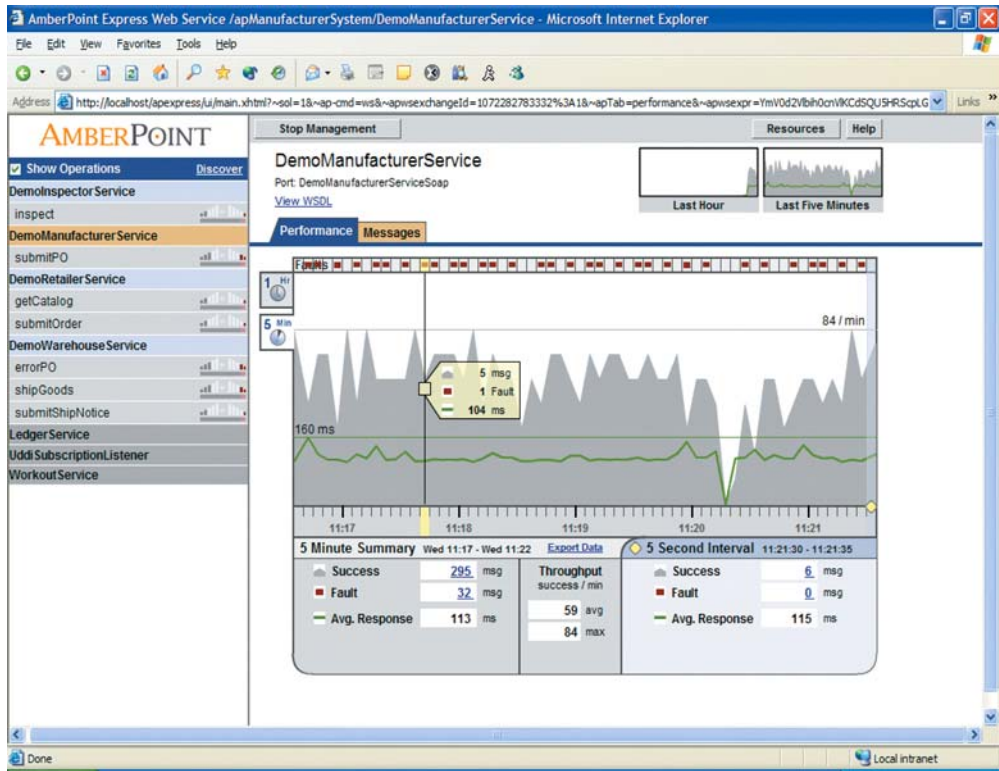 AmberPoint Express Web Service /apManufacturerSystem/DemoManufacturerService - Microsoft Internet Explorer
File Edit View Favorites Tools Help
Address http://localhost/apexpress/ui/main.xhtml?~sol=1&~ap-cmd=ws&~apwsexchangeId=1072282783332%3A1&~apTab=performance&~apwsexpr= Links »
AMBERPOINT
Stop Management Resources Help
Show Operations Discover
DemoInspectorService
inspect
DemoManufacturerService
submitPO
DemoRetailerService
getCatalog
submitOrder
DemoWarehouseService
errorPO
shipGoods
submitShipNotice
LedgerService
UddiSubscriptionListener
WorkoutService
DemoManufacturerService
Port: DemoManufacturerServiceSoap
View WSDL
Last Hour Last Five Minutes
Performance Messages
Faults
1 Hr
5 Min
84 / min
5 msg
1 Fault
104 ms
160 ms
11:17 11:18 11:19 11:20 11:21
5 Minute Summary Wed 11:17 - Wed 11:22 Export Data
Success 295 msg
Fault 32 msg
Avg. Response 113 ms
Throughput
success / min
59 avg
84 max
5 Second Interval 11:21:30 - 11:21:35
Success 6 msg
Fault 0 msg
Avg. Response 115 ms
Done Local intranet